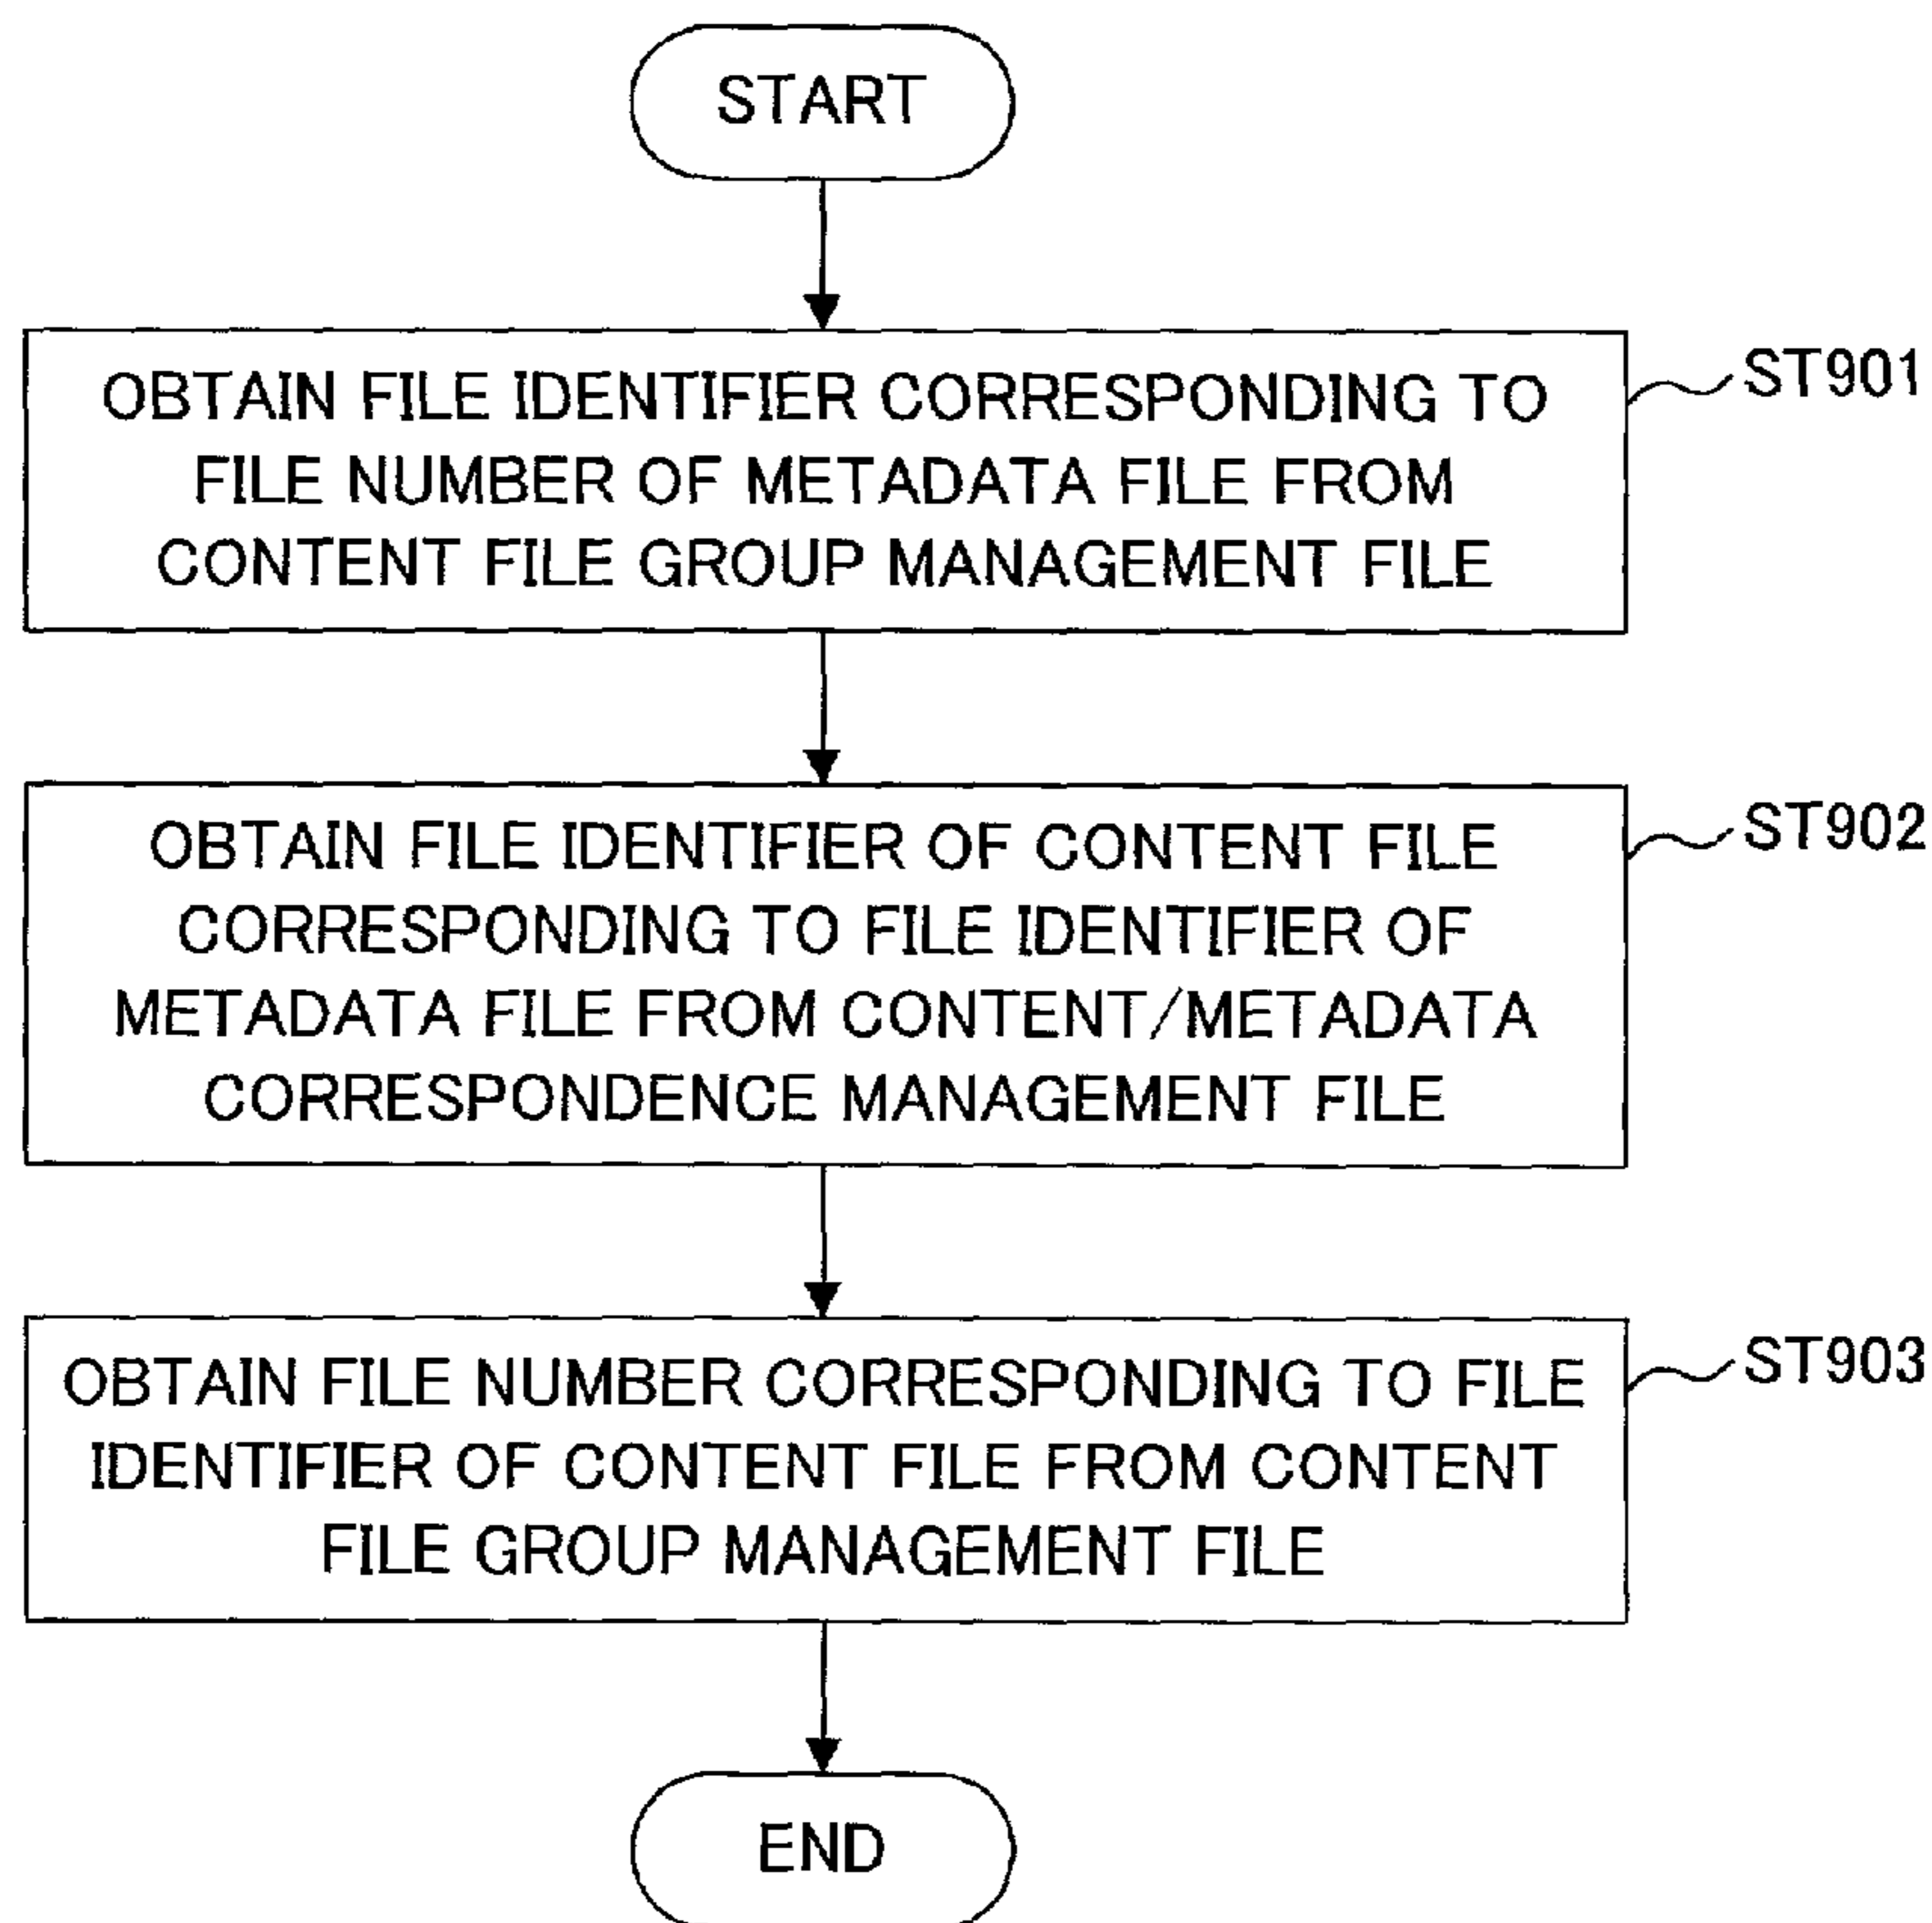 START
OBTAIN FILE IDENTIFIER CORRESPONDING TO
FILE NUMBER OF METADATA FILE FROM
CONTENT FILE GROUP MANAGEMENT FILE
ST901
OBTAIN FILE IDENTIFIER OF CONTENT FILE
CORRESPONDING TO FILE IDENTIFIER OF
METADATA FILE FROM CONTENT/METADATA
CORRESPONDENCE MANAGEMENT FILE
ST902
OBTAIN FILE NUMBER CORRESPONDING TO FILE
IDENTIFIER OF CONTENT FILE FROM CONTENT
FILE GROUP MANAGEMENT FILE
ST903
END